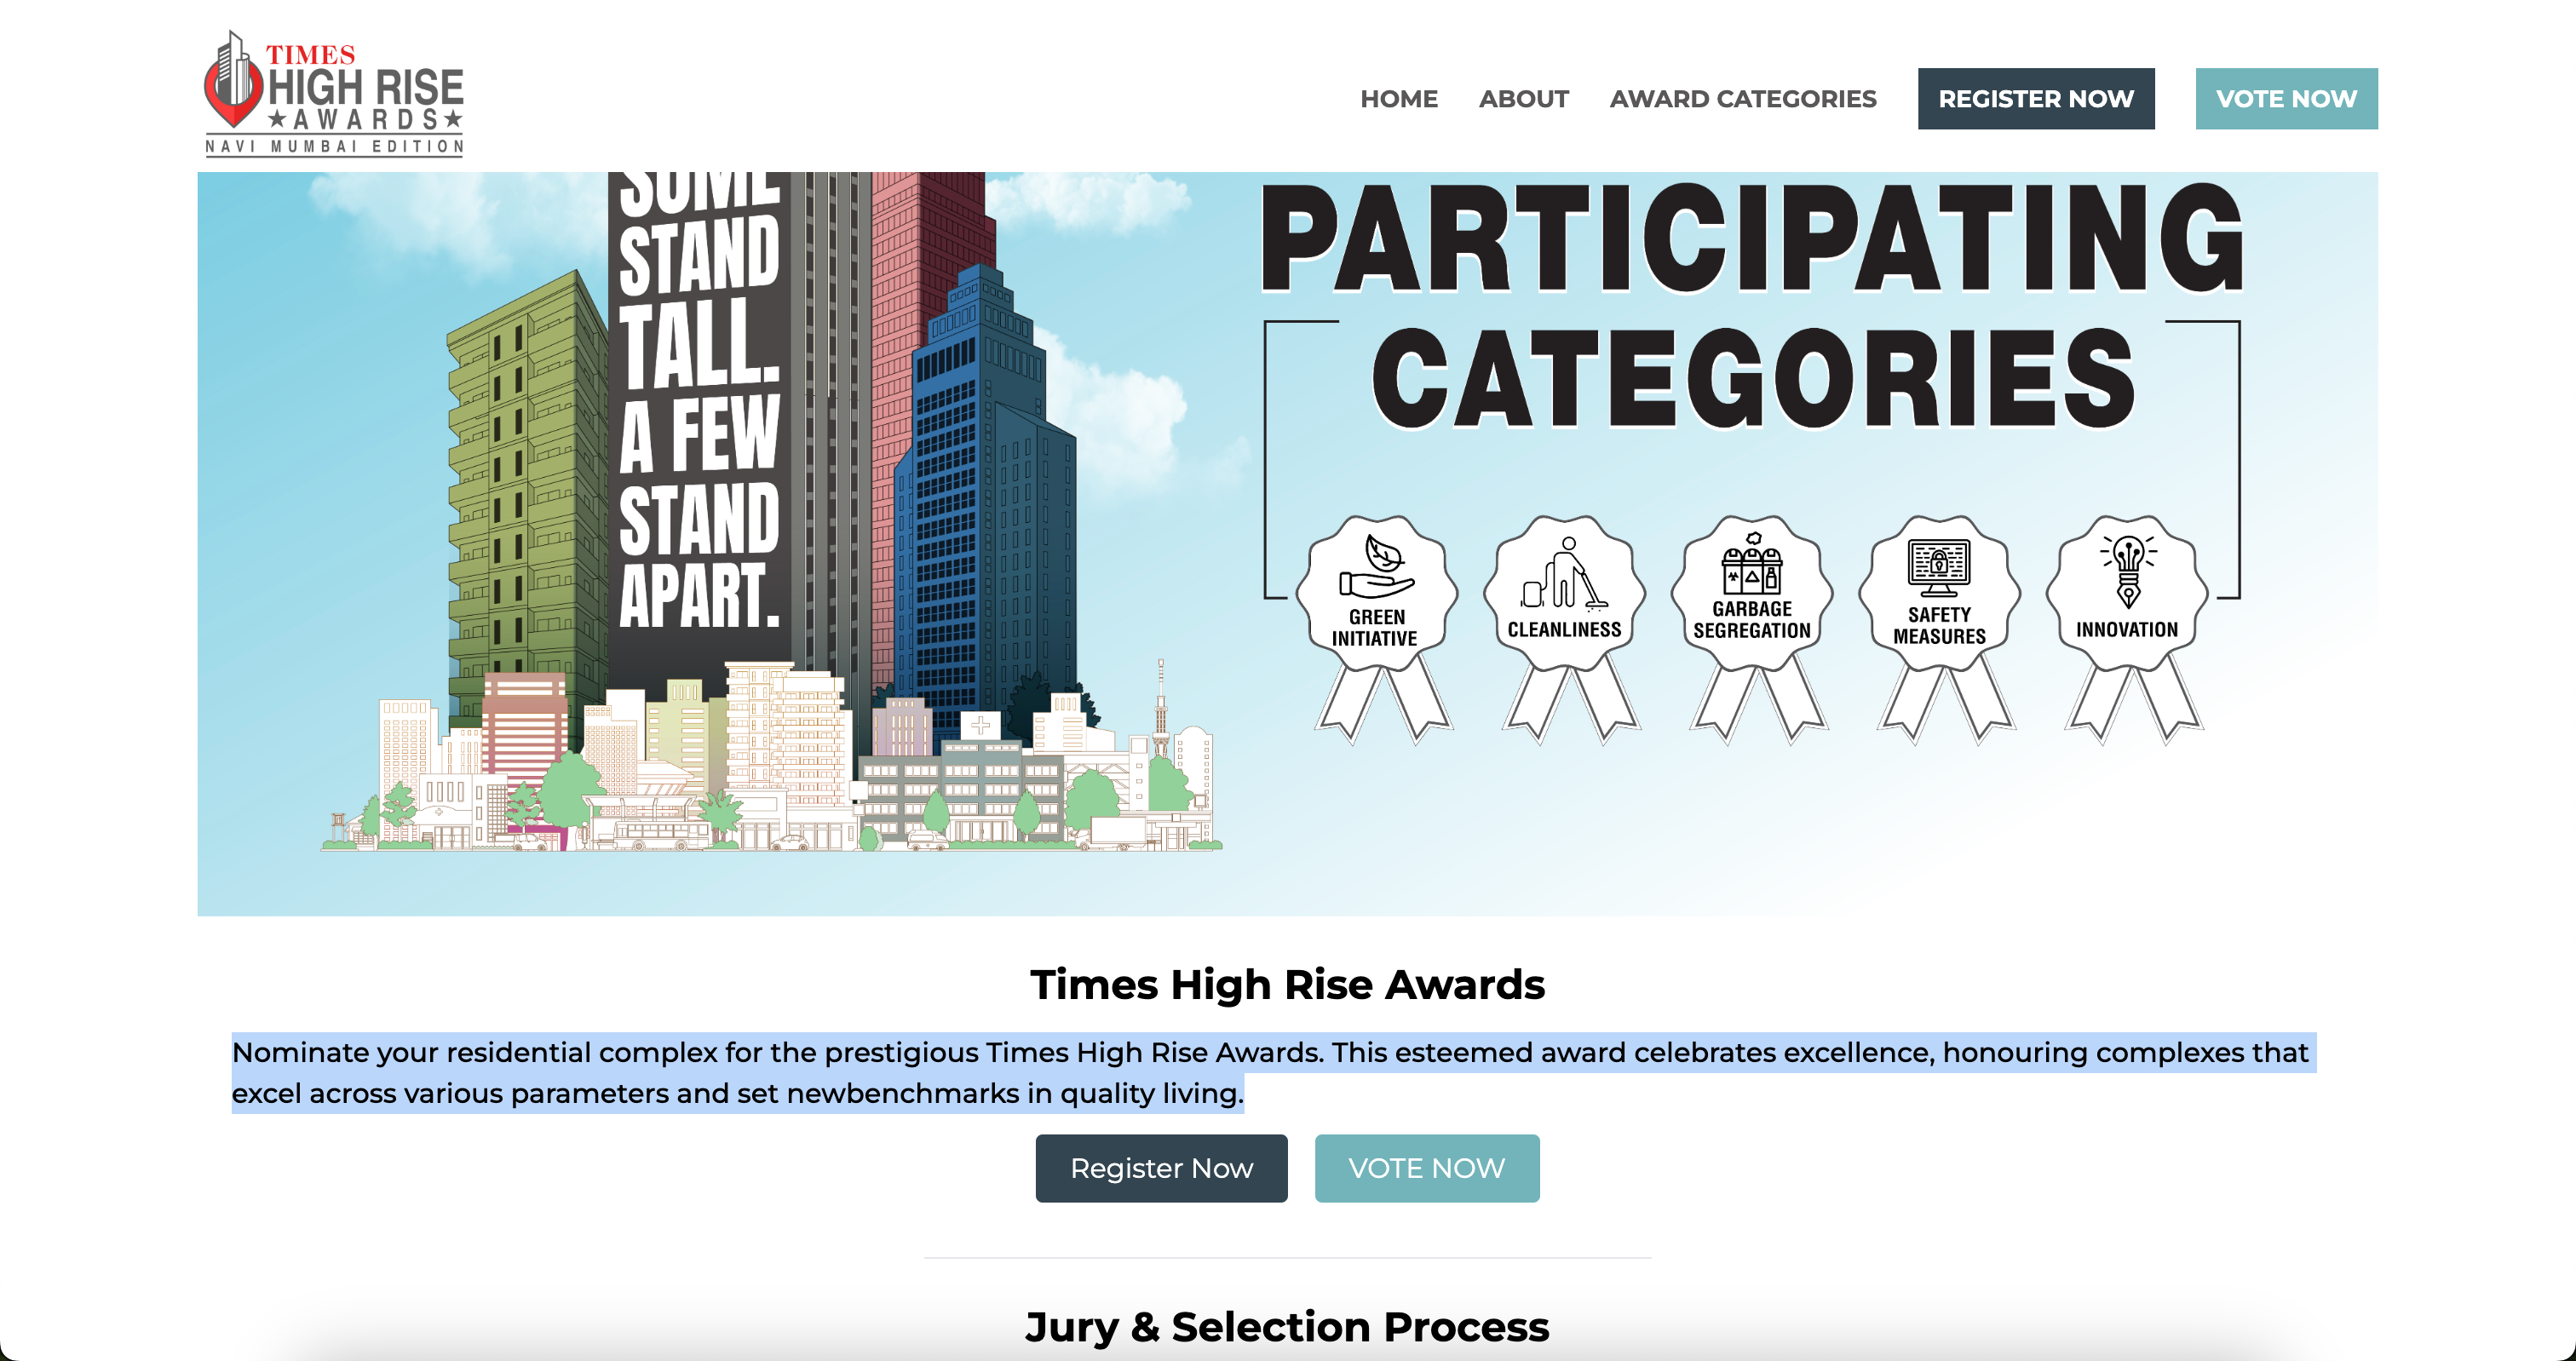 TIMES
HIGH RISE
AWARDS
NAVI MUMBAI EDITION
HOME
ABOUT
AWARD CATEGORIES
REGISTER NOW
VOTE NOW
SOME
STAND
TALL.
A FEW
STAND
APART.
PARTICIPATING
CATEGORIES
GREEN
INITIATIVE
CLEANLINESS
GARBAGE
SEGREGATION
SAFETY
MEASURES
INNOVATION
Times High Rise Awards
Nominate your residential complex for the prestigious Times High Rise Awards. This esteemed award celebrates excellence, honouring complexes that
excel across various parameters and set newbenchmarks in quality living.
Register Now
VOTE NOW
Jury & Selection Process